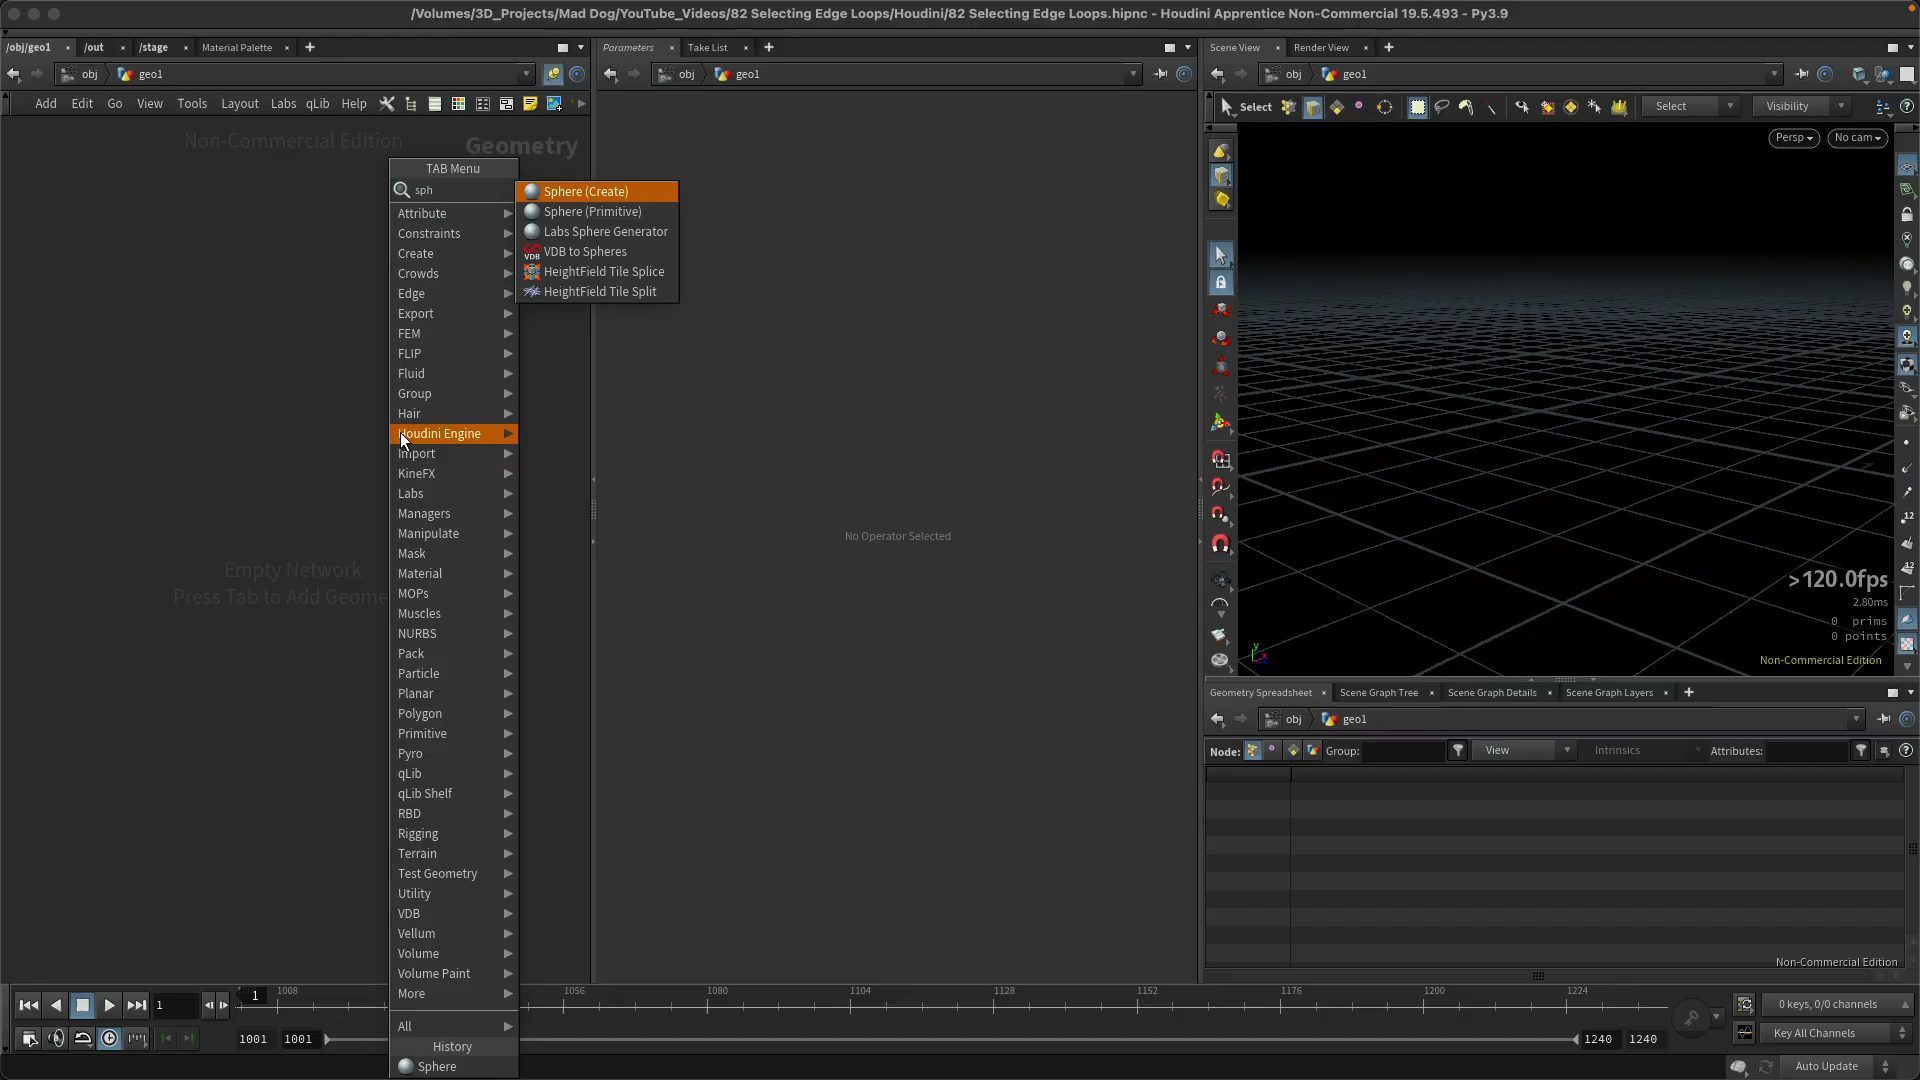 /Volumes/3D_Projects/Mad Dog/YouTube_Videos/82 Selecting Edge Loops/Houdini/82 Selecting Edge Loops.hipnc - Houdini Apprentice Non-Commercial 19.5.493 - Py3.9
/obj/geo1 × /out × /stage × Material Palette × +
Parameters × Take List × +
Scene View × Render View × +
obj geo1
obj geo1
obj geo1
Add Edit Go View Tools Layout Labs qLib Help
Select Select Visibility
Non-Commercial Edition
Geometry
Persp No cam
TAB Menu
sph
Attribute
Constraints
Create
Crowds
Edge
Export
FEM
FLIP
Fluid
Group
Hair
Houdini Engine
Import
KineFX
Labs
Managers
Manipulate
Mask
Material
MOPs
Muscles
NURBS
Pack
Particle
Planar
Polygon
Primitive
Pyro
qLib
qLib Shelf
RBD
Rigging
Terrain
Test Geometry
Utility
VDB
Vellum
Volume
Volume Paint
More
All
History
Sphere
Sphere (Create)
Sphere (Primitive)
Labs Sphere Generator
VDB to Spheres
HeightField Tile Splice
HeightField Tile Split
Empty Network
Press Tab to Add Geome
No Operator Selected
>120.0fps
2.80ms
0 prims
0 points
Non-Commercial Edition
12
12
y
x
Geometry Spreadsheet × Scene Graph Tree × Scene Graph Details × Scene Graph Layers × +
obj geo1
Node: Group: View Intrinsics Attributes:
Non-Commercial Edition
1 1 1008 1056 1080 1104 1128 1152 1176 1200 1224
0 keys, 0/0 channels
1001 1001 1240 1240
Key All Channels
Auto Update